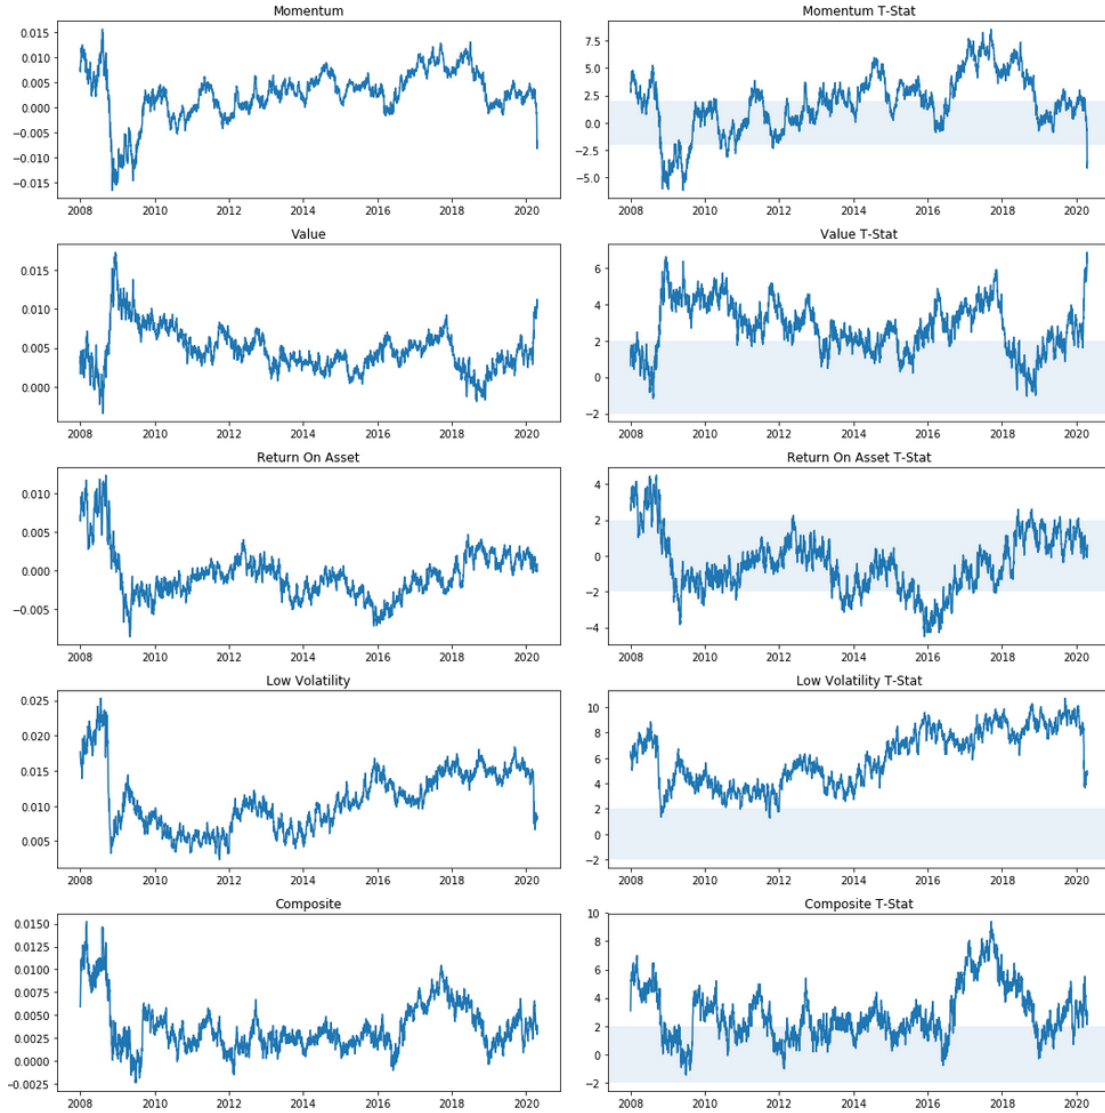 Momentum
0.015
0.010
0.005
0.000
−0.005
−0.010
−0.015
2008 2010 2012 2014 2016 2018 2020
Momentum T-Stat
7.5
5.0
2.5
0.0
−2.5
−5.0
2008 2010 2012 2014 2016 2018 2020
Value
0.015
0.010
0.005
0.000
2008 2010 2012 2014 2016 2018 2020
Value T-Stat
6
4
2
0
−2
2008 2010 2012 2014 2016 2018 2020
Return On Asset
0.010
0.005
0.000
−0.005
2008 2010 2012 2014 2016 2018 2020
Return On Asset T-Stat
4
2
0
−2
−4
2008 2010 2012 2014 2016 2018 2020
Low Volatility
0.025
0.020
0.015
0.010
0.005
2008 2010 2012 2014 2016 2018 2020
Low Volatility T-Stat
10
8
6
4
2
0
−2
2008 2010 2012 2014 2016 2018 2020
Composite
0.0150
0.0125
0.0100
0.0075
0.0050
0.0025
0.0000
−0.0025
2008 2010 2012 2014 2016 2018 2020
Composite T-Stat
10
8
6
4
2
0
−2
2008 2010 2012 2014 2016 2018 2020